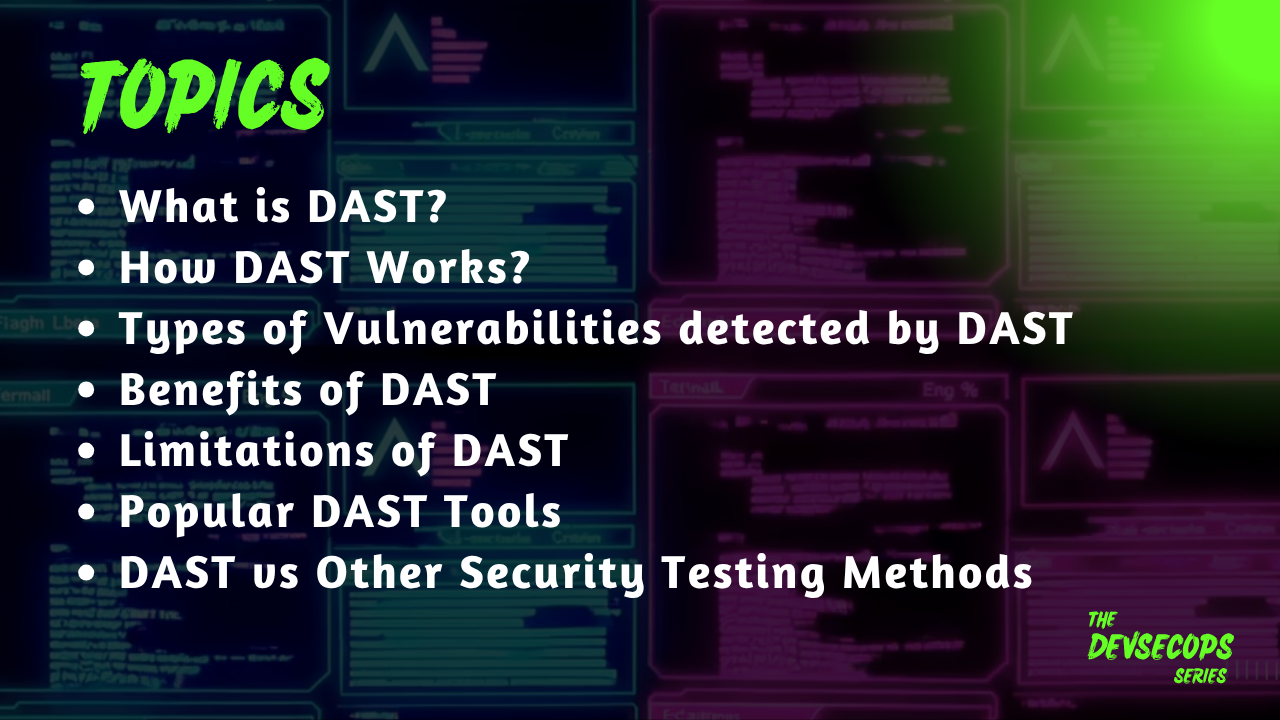 TOPICS
• What is DAST?
• How DAST Works?
• Types of Vulnerabilities detected by DAST
• Benefits of DAST
• Limitations of DAST
• Popular DAST Tools
• DAST vs Other Security Testing Methods
THE
DEVSECOPS
SERIES